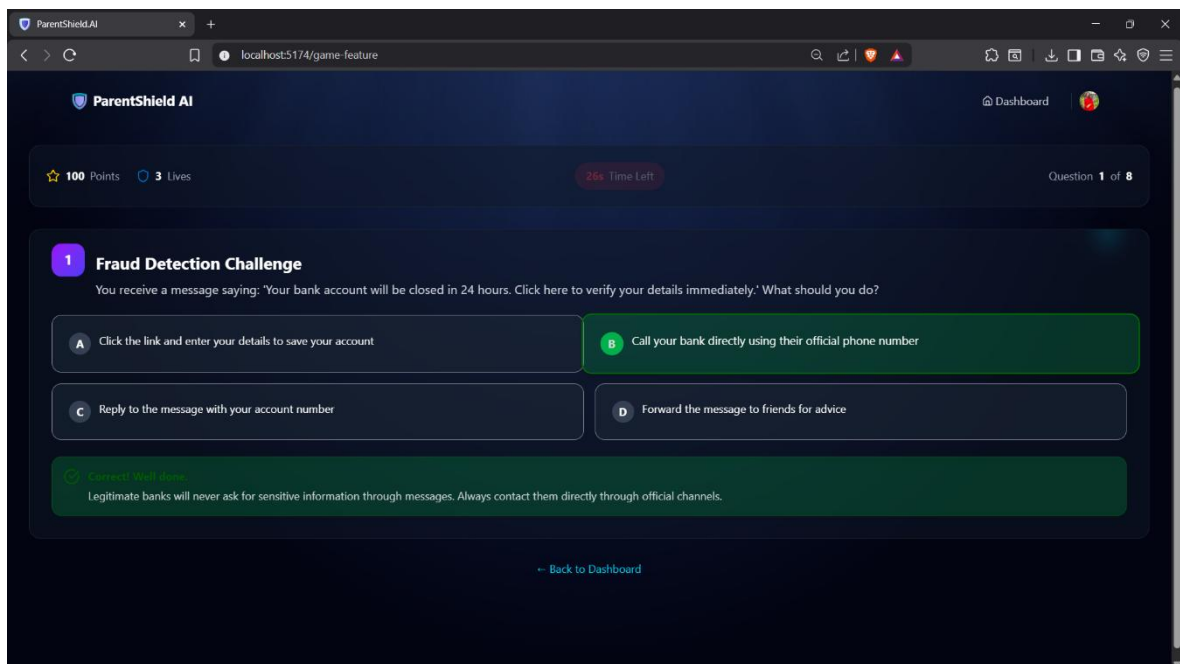 ParentShield.AI
localhost:5174/game-feature
ParentShield AI
Dashboard
100 Points 3 Lives
26s Time Left
Question 1 of 8
1
Fraud Detection Challenge
You receive a message saying: 'Your bank account will be closed in 24 hours. Click here to verify your details immediately.' What should you do?
A Click the link and enter your details to save your account
B Call your bank directly using their official phone number
C Reply to the message with your account number
D Forward the message to friends for advice
Correct! Well done
Legitimate banks will never ask for sensitive information through messages. Always contact them directly through official channels.
← Back to Dashboard